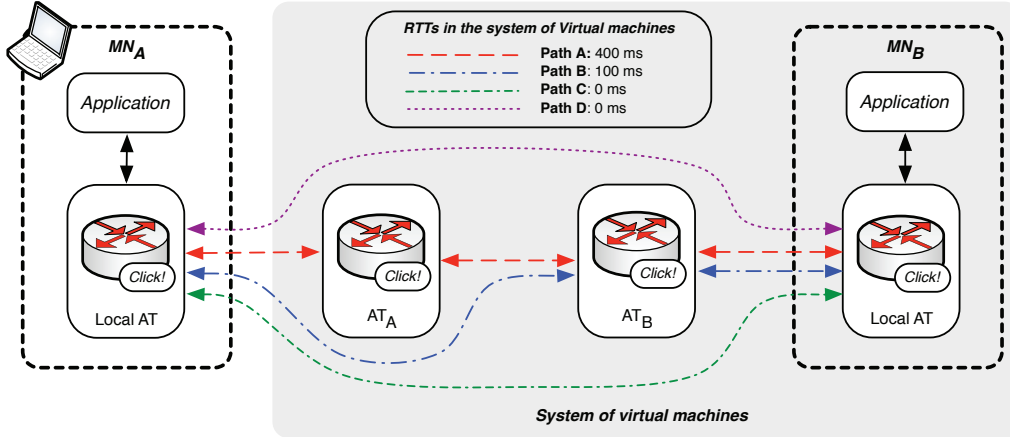 RTTs in the system of Virtual machines
Path A: 400 ms
Path B: 100 ms
Path C: 0 ms
Path D: 0 ms
MNA
Application
Click!
Local AT
Click!
ATA
Click!
ATB
MNB
Application
Click!
Local AT
System of virtual machines